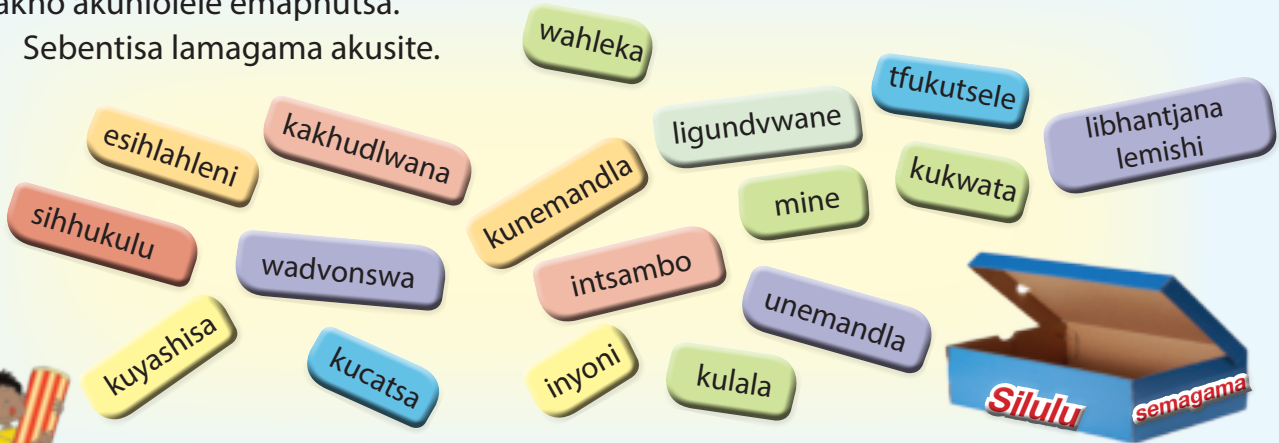 akho akuhlolele emaphutsa.
Sebentisa lamagama akusite.
wahleka
tfukutsele
libhantjana
lemishi
ligundvwane
kakhudlwana
esihlahleni
kunemandla
kukwata
mine
sihhukulu
wadvonswa
intsambo
unemandla
kuyashisa
kucatsa
inyoni
kulala
Silulu
semagama